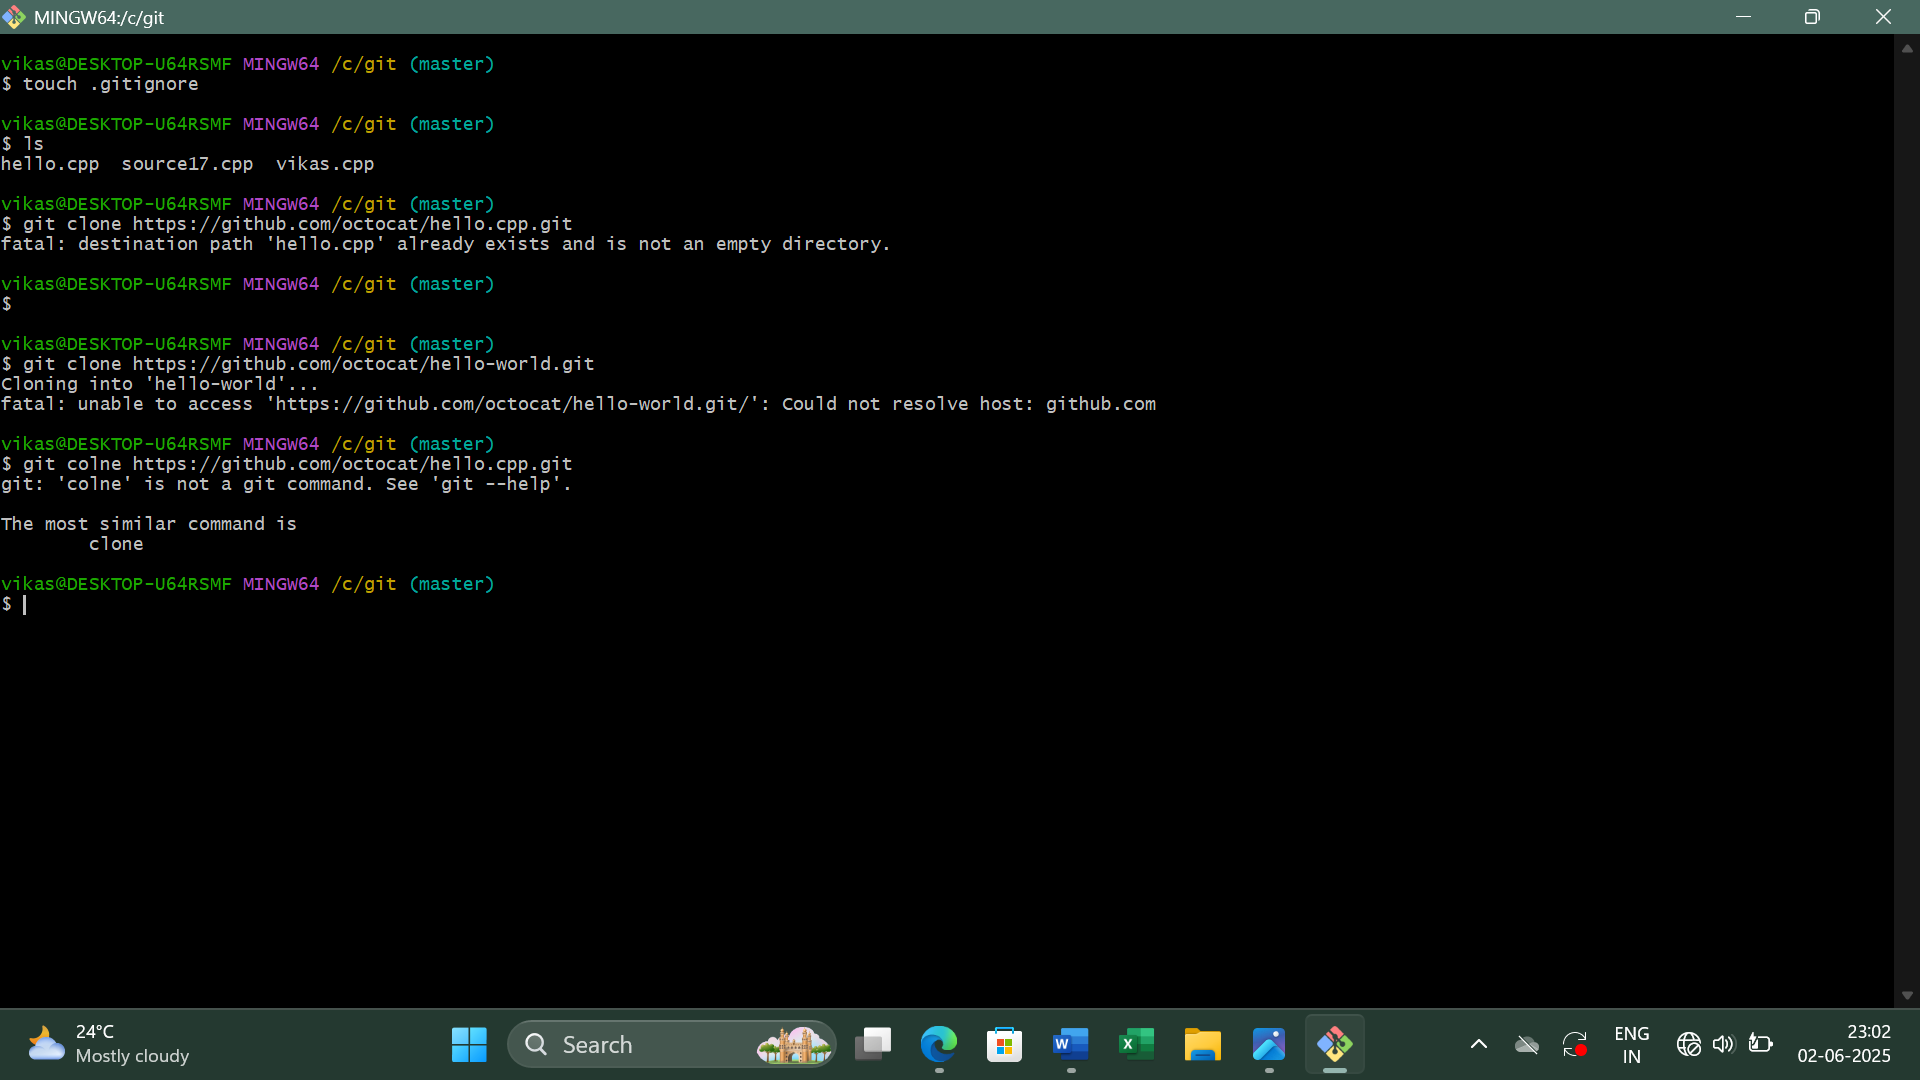 MINGW64:/c/git
vikas@DESKTOP-U64RSMF MINGW64 /c/git (master)
$ touch .gitignore
vikas@DESKTOP-U64RSMF MINGW64 /c/git (master)
$ ls
hello.cpp  source17.cpp  vikas.cpp
vikas@DESKTOP-U64RSMF MINGW64 /c/git (master)
$ git clone https://github.com/octocat/hello.cpp.git
fatal: destination path 'hello.cpp' already exists and is not an empty directory.
vikas@DESKTOP-U64RSMF MINGW64 /c/git (master)
$
vikas@DESKTOP-U64RSMF MINGW64 /c/git (master)
$ git clone https://github.com/octocat/hello-world.git
Cloning into 'hello-world'...
fatal: unable to access 'https://github.com/octocat/hello-world.git/': Could not resolve host: github.com
vikas@DESKTOP-U64RSMF MINGW64 /c/git (master)
$ git colne https://github.com/octocat/hello.cpp.git
git: 'colne' is not a git command. See 'git --help'.
The most similar command is
clone
vikas@DESKTOP-U64RSMF MINGW64 /c/git (master)
$
24°C
Mostly cloudy
Search
ENG
IN
23:02
02-06-2025